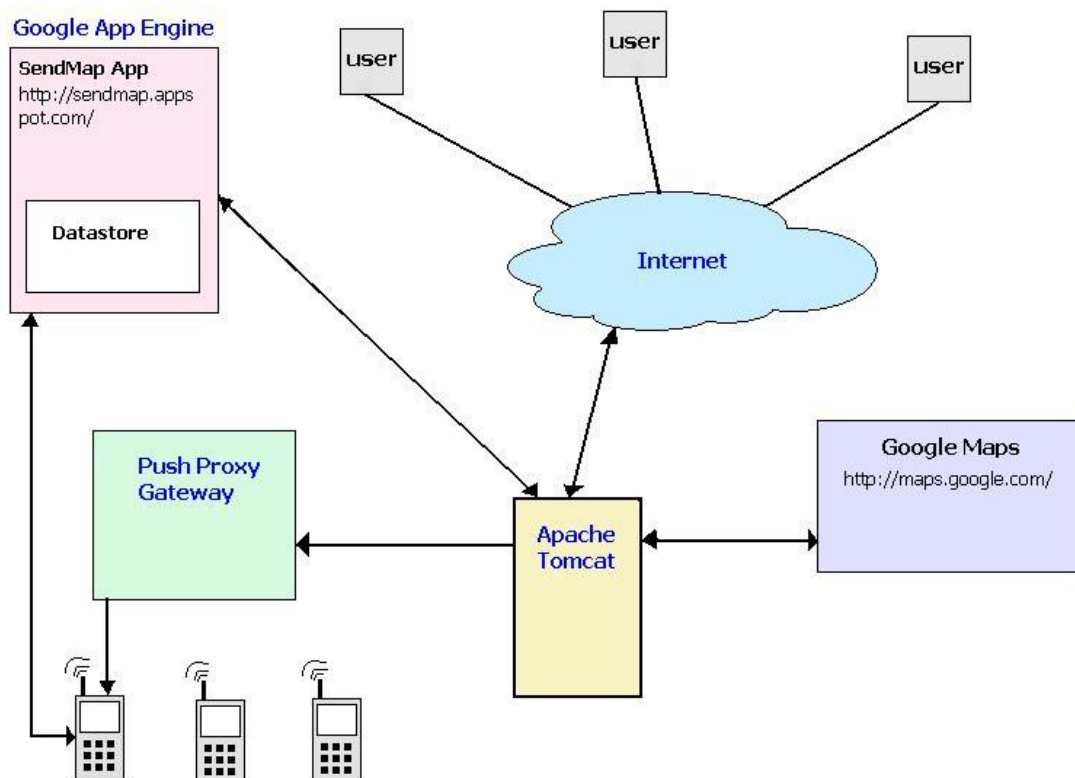 Google App Engine
SendMap App
http://sendmap.apps
pot.com/
Datastore
user
user
user
Internet
Push Proxy
Gateway
Apache
Tomcat
Google Maps
http://maps.google.com/